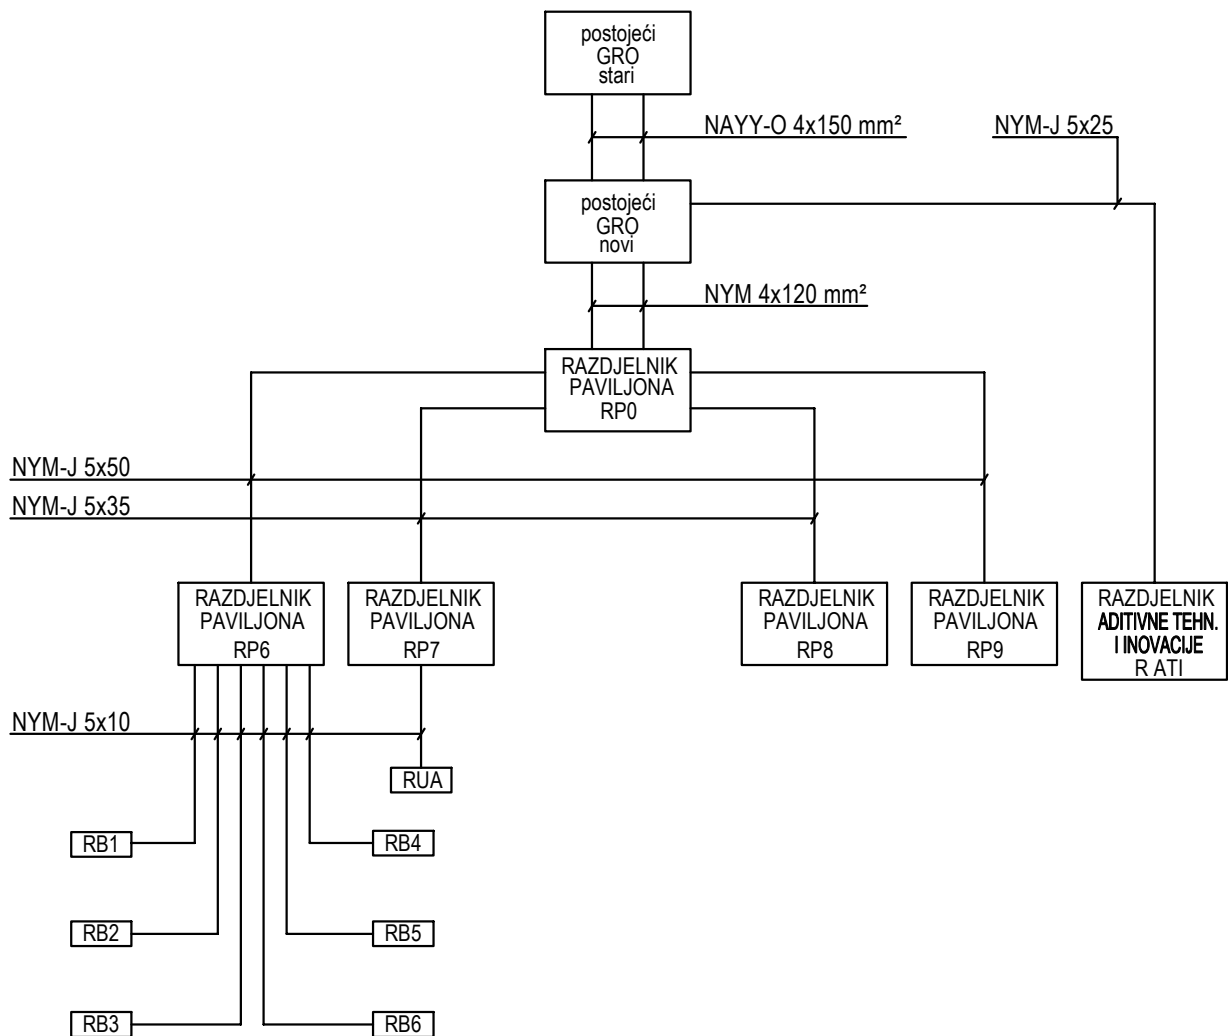 postojeći
GRO
stari
NAYY-O 4x150 mm²
NYM-J 5x25
postojeći
GRO
novi
NYM 4x120 mm²
RAZDJELNIK
PAVILJONA
RP0
NYM-J 5x50
NYM-J 5x35
RAZDJELNIK
PAVILJONA
RP6
RAZDJELNIK
PAVILJONA
RP7
RAZDJELNIK
PAVILJONA
RP8
RAZDJELNIK
PAVILJONA
RP9
RAZDJELNIK
ADITIVNE TEHN.
I INOVACIJE
R ATI
NYM-J 5x10
RUA
RB1
RB4
RB2
RB5
RB3
RB6